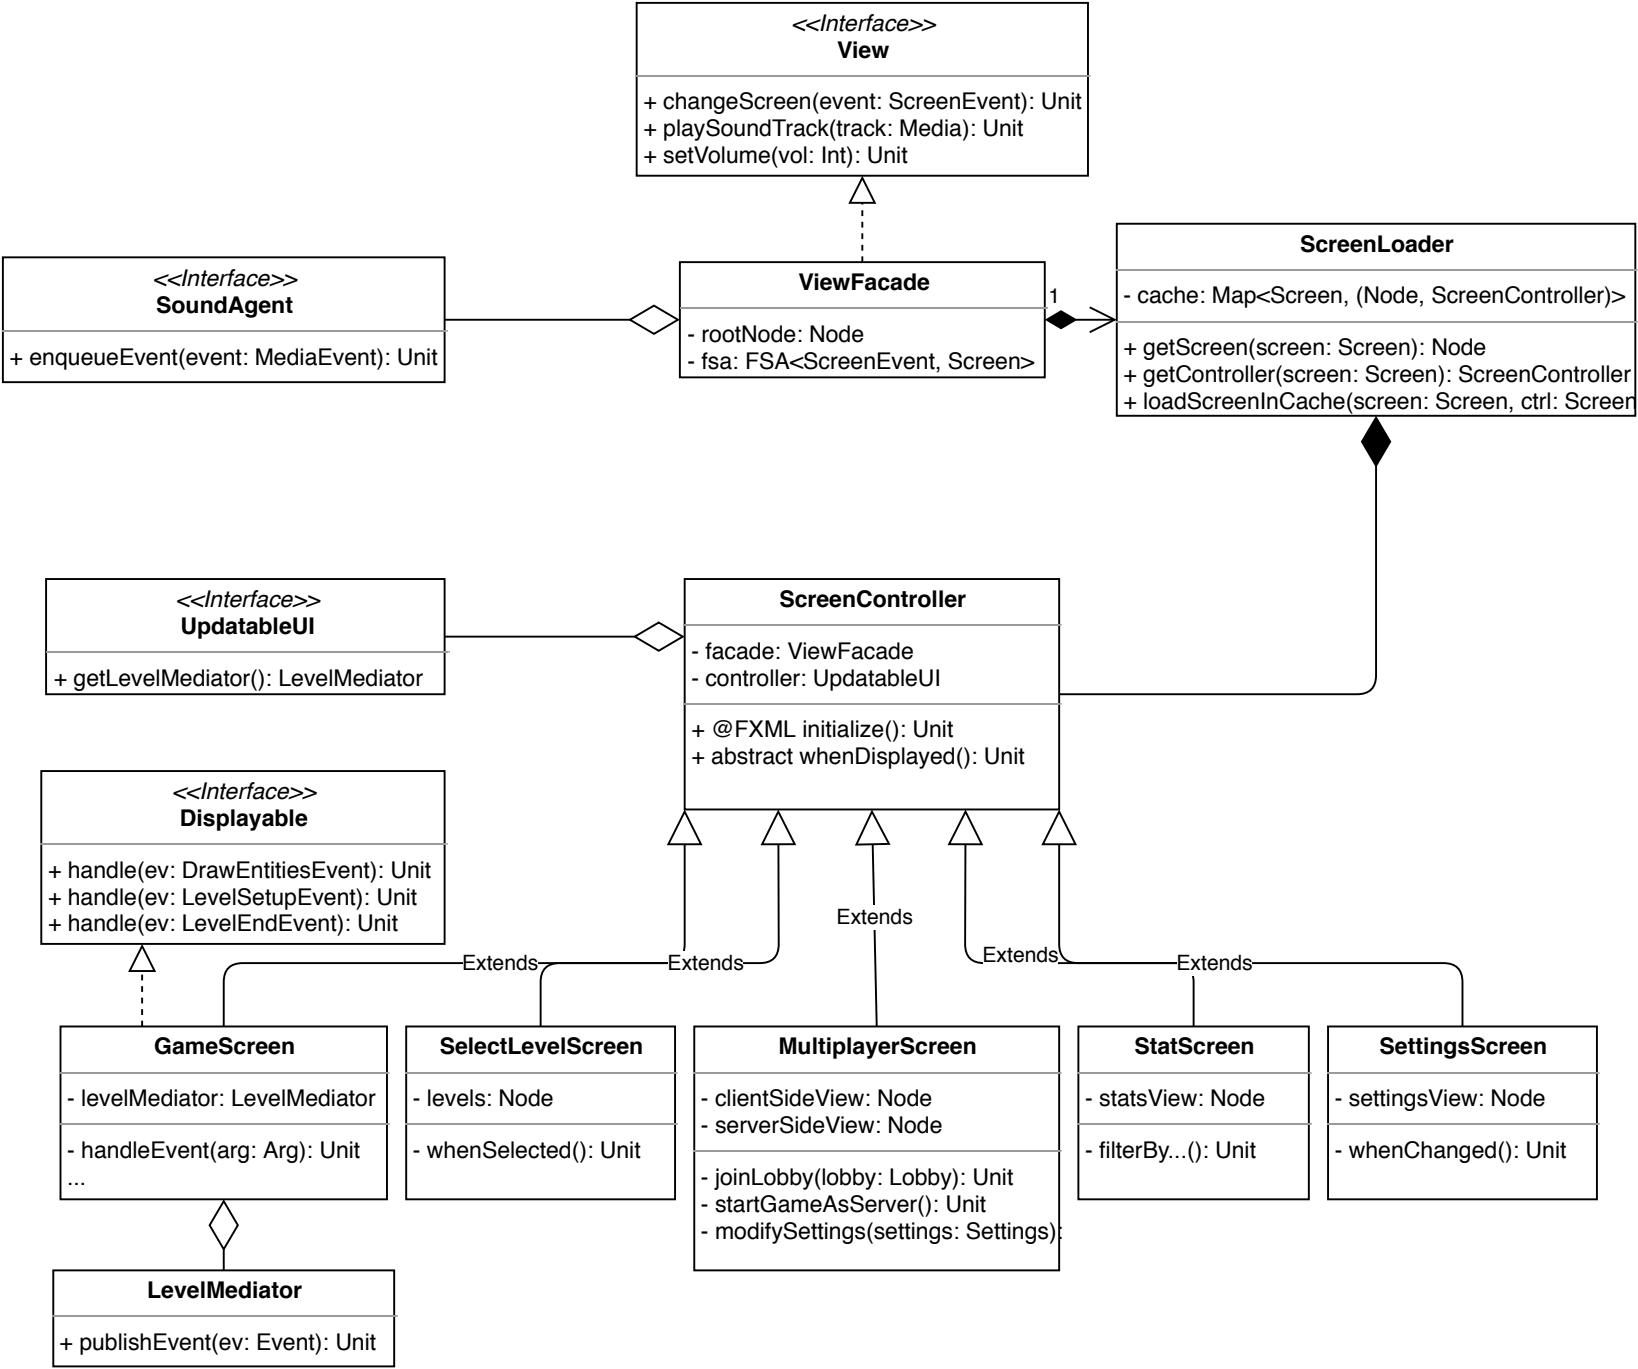 <<Interface>>
View
+ changeScreen(event: ScreenEvent): Unit
+ playSoundTrack(track: Media): Unit
+ setVolume(vol: Int): Unit
<<Interface>>
SoundAgent
+ enqueueEvent(event: MediaEvent): Unit
ViewFacade
- rootNode: Node
- fsa: FSA<ScreenEvent, Screen>
1
ScreenLoader
- cache: Map<Screen, (Node, ScreenController)>
+ getScreen(screen: Screen): Node
+ getController(screen: Screen): ScreenController
+ loadScreenInCache(screen: Screen, ctrl: Screen
<<Interface>>
UpdatableUI
+ getLevelMediator(): LevelMediator
ScreenController
- facade: ViewFacade
- controller: UpdatableUI
+ @FXML initialize(): Unit
+ abstract whenDisplayed(): Unit
<<Interface>>
Displayable
+ handle(ev: DrawEntitiesEvent): Unit
+ handle(ev: LevelSetupEvent): Unit
+ handle(ev: LevelEndEvent): Unit
Extends
Extends
Extends
Extends
Extends
GameScreen
- levelMediator: LevelMediator
- handleEvent(arg: Arg): Unit
...
SelectLevelScreen
- levels: Node
- whenSelected(): Unit
MultiplayerScreen
- clientSideView: Node
- serverSideView: Node
- joinLobby(lobby: Lobby): Unit
- startGameAsServer(): Unit
- modifySettings(settings: Settings):
StatScreen
- statsView: Node
- filterBy...(): Unit
SettingsScreen
- settingsView: Node
- whenChanged(): Unit
LevelMediator
+ publishEvent(ev: Event): Unit